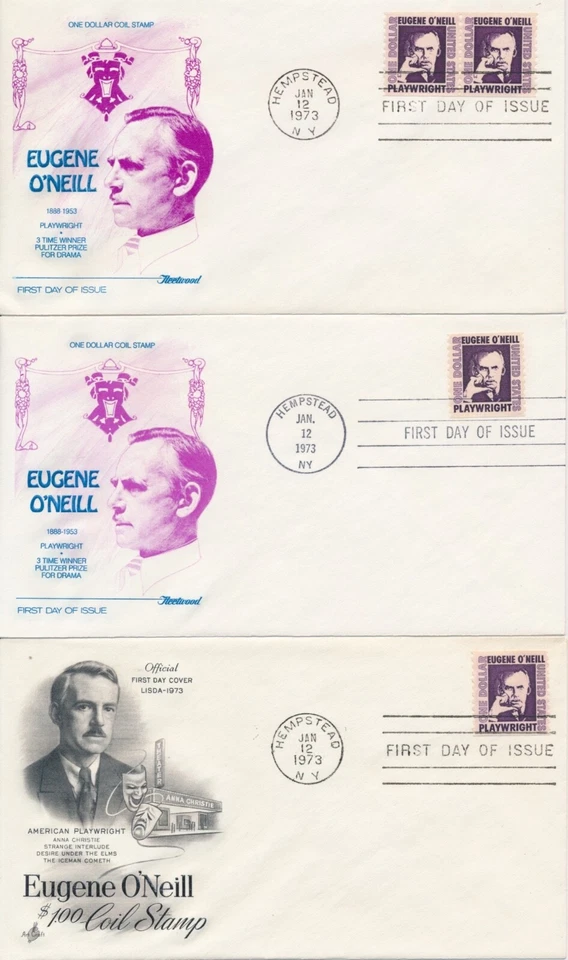 ONE DOLLAR COIL STAMP
EUGENE
O'NEILL
1888-1953
PLAYWRIGHT
3 TIME WINNER
PULITZER PRIZE
FOR DRAMA
Fleetwood
FIRST DAY OF ISSUE
HEMPSTEAD
JAN
12
1973
NY
EUGENE O'NEILL
ONE DOLLAR
UNITED STATES
PLAYWRIGHT
EUGENE O'NEILL
ONE DOLLAR
UNITED STATES
PLAYWRIGHT
FIRST DAY OF ISSUE
ONE DOLLAR COIL STAMP
EUGENE
O'NEILL
1888-1953
PLAYWRIGHT
3 TIME WINNER
PULITZER PRIZE
FOR DRAMA
Fleetwood
FIRST DAY OF ISSUE
HEMPSTEAD
JAN.
12
1973
NY
EUGENE O'NEILL
ONE DOLLAR
UNITED STATES
PLAYWRIGHT
FIRST DAY OF ISSUE
Official
FIRST DAY COVER
LISDA-1973
THEATER
ANNA CHRISTIE
AMERICAN PLAYWRIGHT
ANNA CHRISTIE
STRANGE INTERLUDE
DESIRE UNDER THE ELMS
THE ICEMAN COMETH
Eugene O'Neill
$1.00 Coil Stamp
Art Craft
HEMPSTEAD
JAN
12
1973
NY
EUGENE O'NEILL
ONE DOLLAR
UNITED STATES
PLAYWRIGHT
FIRST DAY OF ISSUE